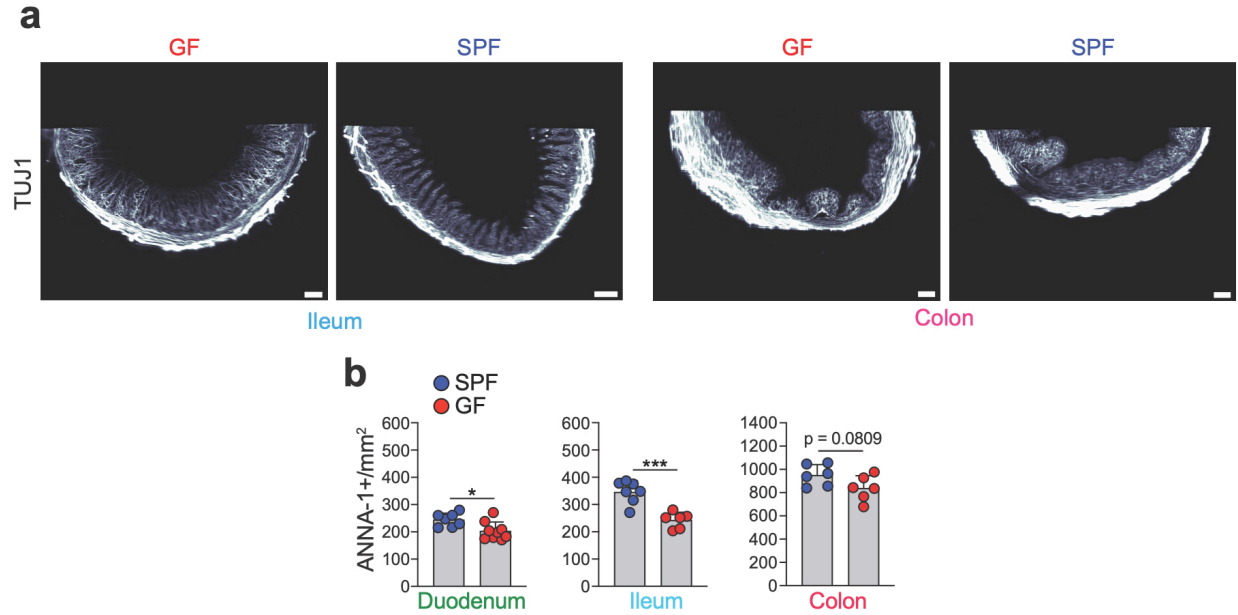 a
GF SPF GF SPF
TUJ1
Ileum Colon
b
SPF
GF
ANNA-1+/mm²
600
500
400
300
200
100
0
*
Duodenum
600
500
400
300
200
100
0
***
Ileum
1400
1200
1000
800
600
400
200
0
p = 0.0809
Colon